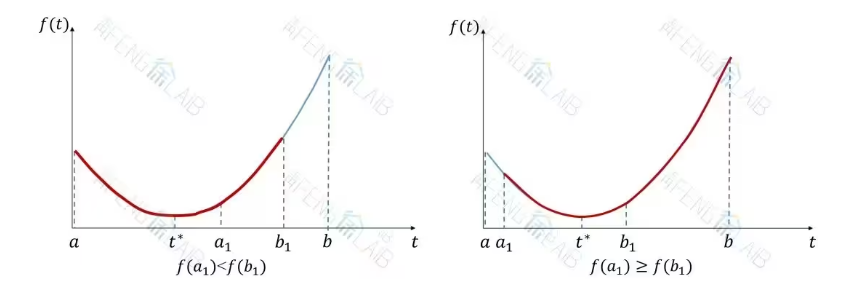 f(t)
a t* a₁ b₁ b t
f(a₁)<f(b₁)
f(t)
a a₁ t* b₁ b t
f(a₁) ≥ f(b₁)